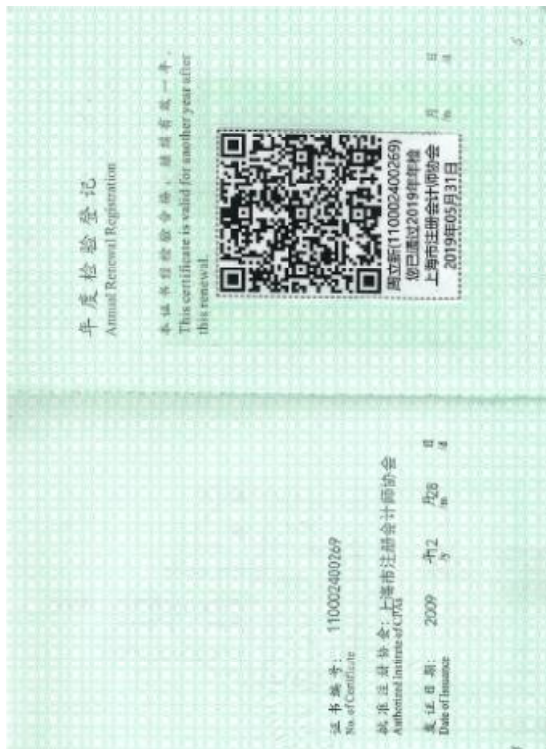 年度检验登记
Annual Renewal Registration
本证书经检验合格，继续有效一年．
This certificate is valid for another year after
this renewal.
周立新(110002400269)
您已通过2019年年检
上海市注册会计师协会
2019年05月31日
月 日
/m /d
5
证书编号： 110002400269
No. of Certificate
批准注册协会：上海市注册会计师协会
Authorized Institute of CPAs
发证日期： 2009 年12 月28 日
Date of Issuance /y /m /d